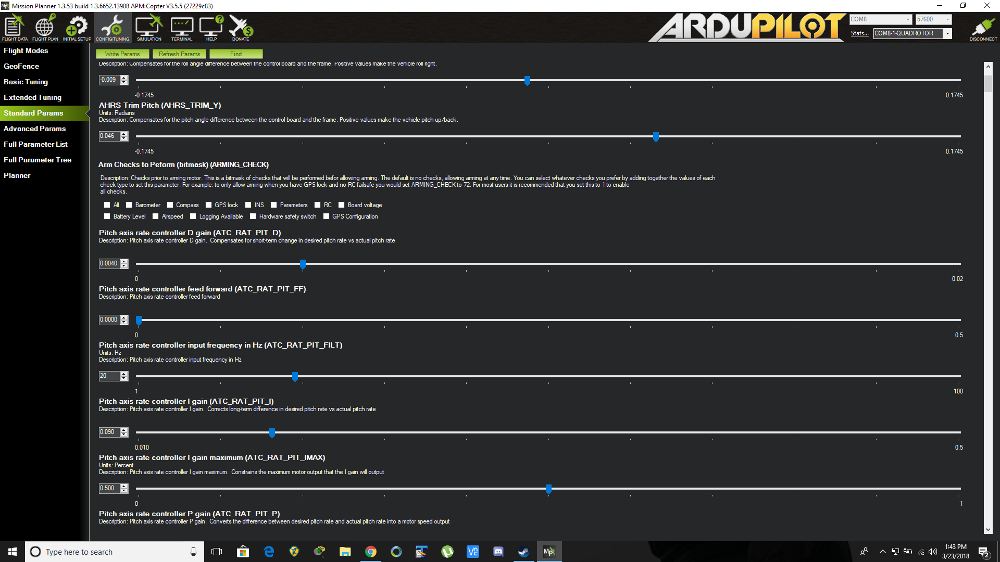 Mission Planner 1.3.53 build 1.3.6652.13988 APM:Copter V3.5.5 (27229c83)
FLIGHT DATA FLIGHT PLAN INITIAL SETUP CONFIG/TUNING SIMULATION TERMINAL HELP DONATE
ARDUPILOT
COM8 57600
Stats... COM8-1-QUADROTOR
DISCONNECT
Flight Modes
GeoFence
Basic Tuning
Extended Tuning
Standard Params
Advanced Params
Full Parameter List
Full Parameter Tree
Planner
Write Params Refresh Params Find
Description: Compensates for the roll angle difference between the control board and the frame. Positive values make the vehicle roll right.
-0.009
-0.1745 0.1745
AHRS Trim Pitch (AHRS_TRIM_Y)
Units: Radians
Description: Compensates for the pitch angle difference between the control board and the frame. Positive values make the vehicle pitch up/back.
0.046
-0.1745 0.1745
Arm Checks to Peform (bitmask) (ARMING_CHECK)
Description: Checks prior to arming motor. This is a bitmask of checks that will be performed befor allowing arming. The default is no checks, allowing arming at any time. You can select whatever checks you prefer by adding together the values of each
check type to set this parameter. For example, to only allow arming when you have GPS lock and no RC failsafe you would set ARMING_CHECK to 72. For most users it is recommended that you set this to 1 to enable
all checks.
All Barometer Compass GPS lock INS Parameters RC Board voltage
Battery Level Airspeed Logging Available Hardware safety switch GPS Configuration
Pitch axis rate controller D gain (ATC_RAT_PIT_D)
Description: Pitch axis rate controller D gain. Compensates for short-term change in desired pitch rate vs actual pitch rate
0.0040
0 0.02
Pitch axis rate controller feed forward (ATC_RAT_PIT_FF)
Description: Pitch axis rate controller feed forward
0.0000
0 0.5
Pitch axis rate controller input frequency in Hz (ATC_RAT_PIT_FILT)
Units: Hz
Description: Pitch axis rate controller input frequency in Hz
20
1 100
Pitch axis rate controller I gain (ATC_RAT_PIT_I)
Description: Pitch axis rate controller I gain. Corrects long-term difference in desired pitch rate vs actual pitch rate
0.090
0.010 0.5
Pitch axis rate controller I gain maximum (ATC_RAT_PIT_IMAX)
Units: Percent
Description: Pitch axis rate controller I gain maximum. Constrains the maximum motor output that the I gain will output
0.500
0 1
Pitch axis rate controller P gain (ATC_RAT_PIT_P)
Description: Pitch axis rate controller P gain. Converts the difference between desired pitch rate and actual pitch rate into a motor speed output
Type here to search
1:43 PM
3/23/2018
2